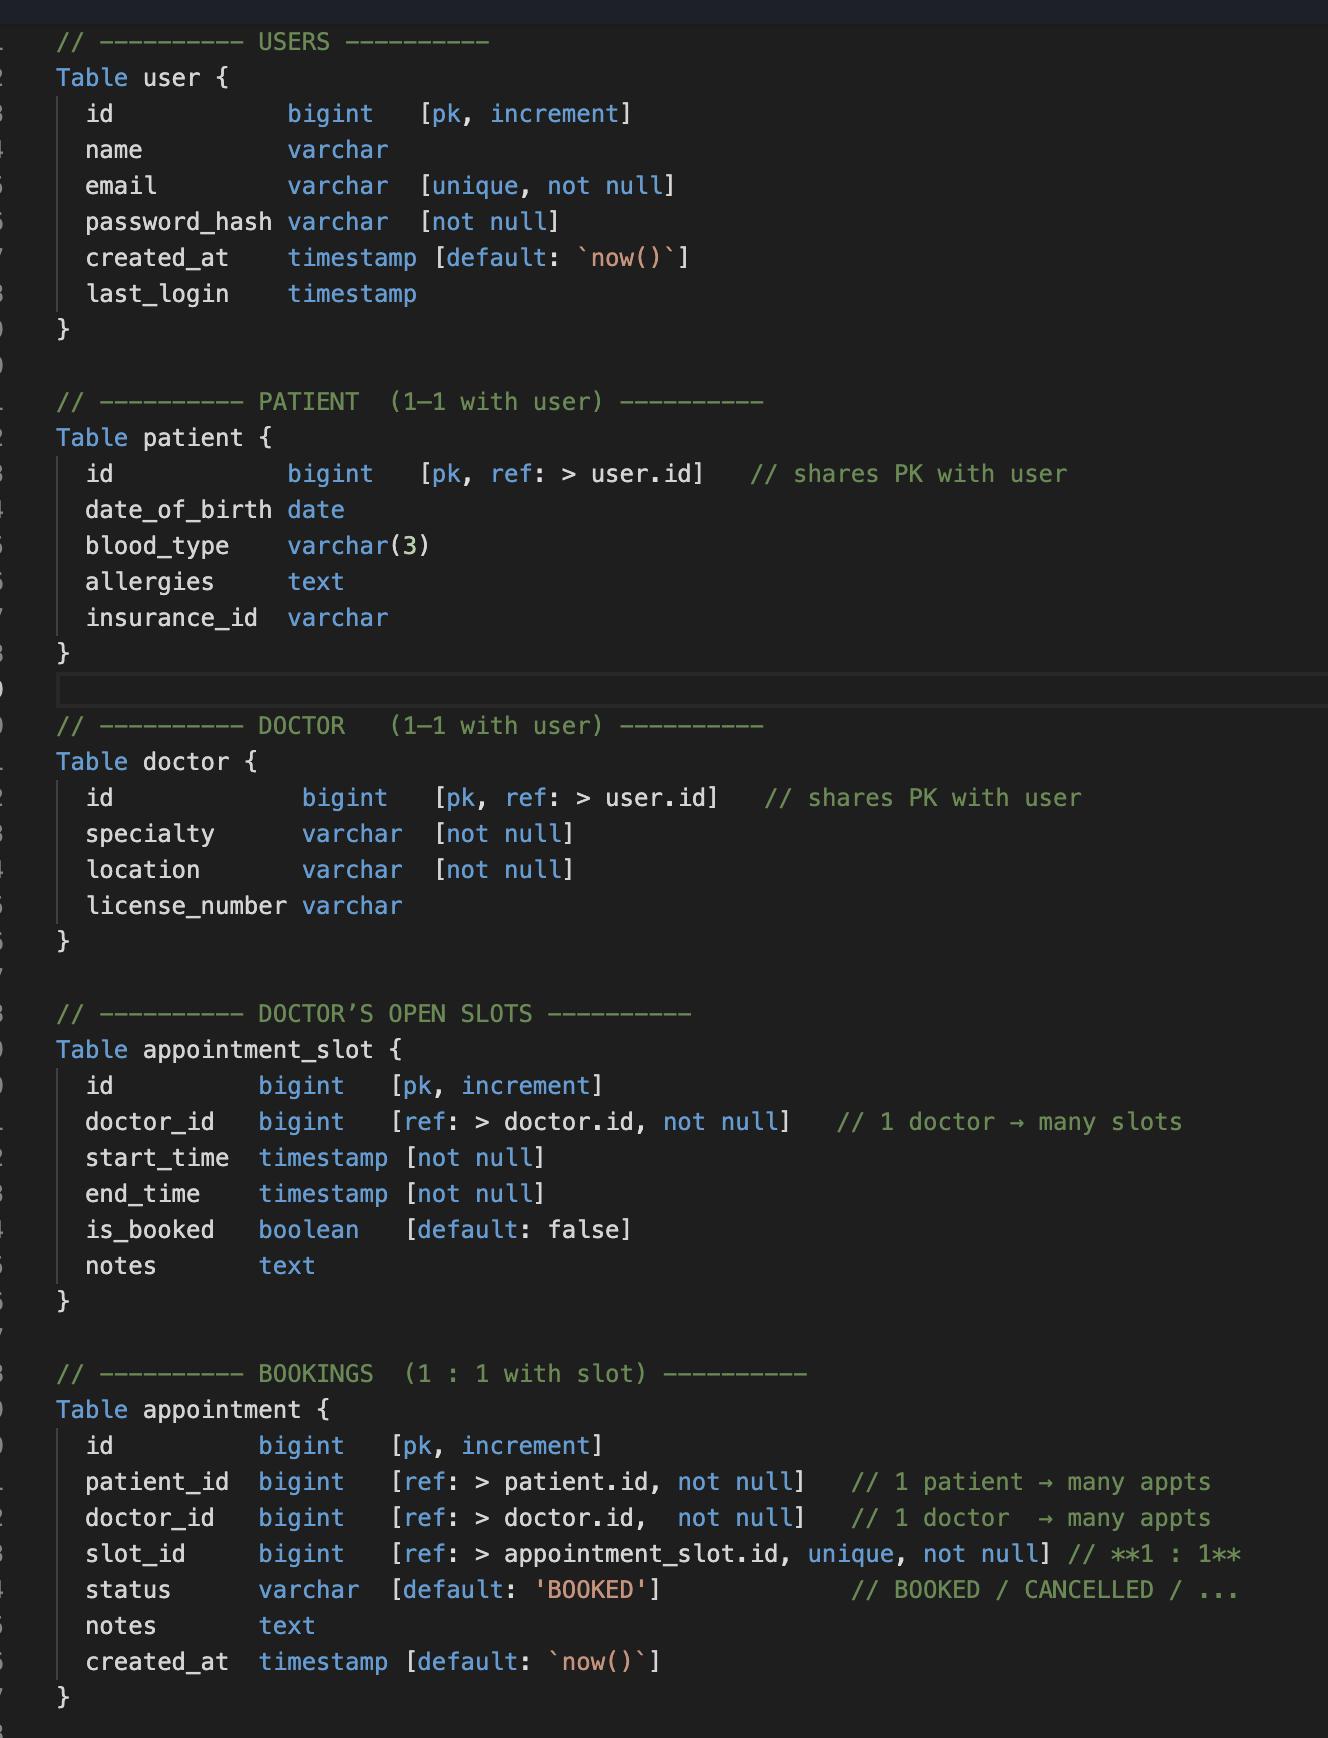 // ---------- USERS ----------
Table user {
  id            bigint   [pk, increment]
  name          varchar
  email         varchar  [unique, not null]
  password_hash varchar  [not null]
  created_at    timestamp [default: `now()`]
  last_login    timestamp
}
// ---------- PATIENT  (1–1 with user) ----------
Table patient {
  id            bigint   [pk, ref: > user.id]   // shares PK with user
  date_of_birth date
  blood_type    varchar(3)
  allergies     text
  insurance_id  varchar
}
// ---------- DOCTOR   (1–1 with user) ----------
Table doctor {
  id             bigint   [pk, ref: > user.id]   // shares PK with user
  specialty      varchar  [not null]
  location       varchar  [not null]
  license_number varchar
}
// ---------- DOCTOR’S OPEN SLOTS ----------
Table appointment_slot {
  id          bigint   [pk, increment]
  doctor_id   bigint   [ref: > doctor.id, not null]   // 1 doctor → many slots
  start_time  timestamp [not null]
  end_time    timestamp [not null]
  is_booked   boolean   [default: false]
  notes       text
}
// ---------- BOOKINGS  (1 : 1 with slot) ----------
Table appointment {
  id          bigint   [pk, increment]
  patient_id  bigint   [ref: > patient.id, not null]   // 1 patient → many appts
  doctor_id   bigint   [ref: > doctor.id,  not null]   // 1 doctor  → many appts
  slot_id     bigint   [ref: > appointment_slot.id, unique, not null] // **1 : 1**
  status      varchar  [default: 'BOOKED']             // BOOKED / CANCELLED / ...
  notes       text
  created_at  timestamp [default: `now()`]
}